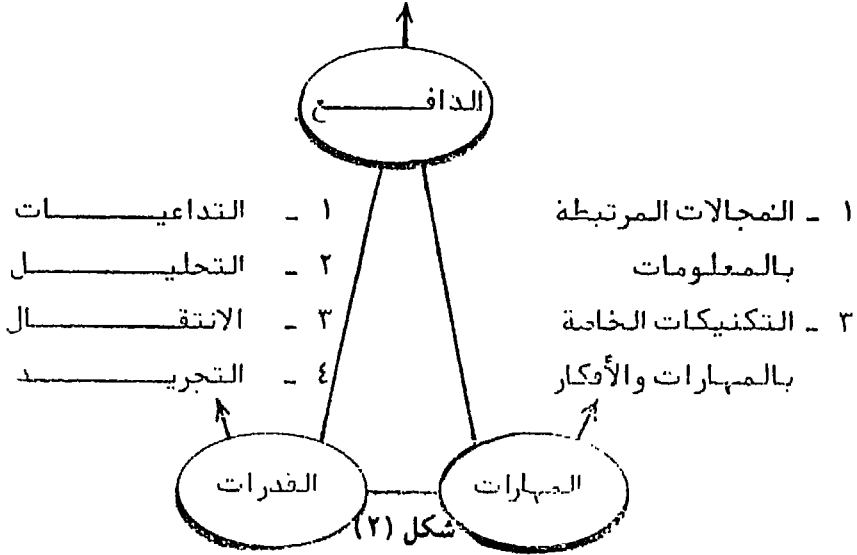 الدافع
١ - المجالات المرتبطة
بالمعلومات
٣ - التكنيكات الخاصة
بالمهارات والأفكار
١ - التداعيات
٢ - التحليل
٣ - الانتقال
٤ - التجريد
المهارات
القدرات
شكل (٢)